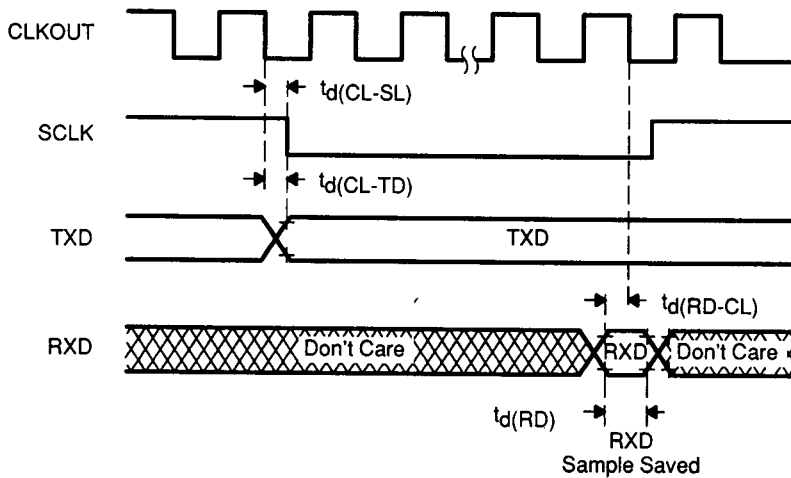 CLKOUT
td(CL-SL)
SCLK
td(CL-TD)
TXD
TXD
td(RD-CL)
RXD
Don't Care
RXD
Don't Care
td(RD)
RXD
Sample Saved